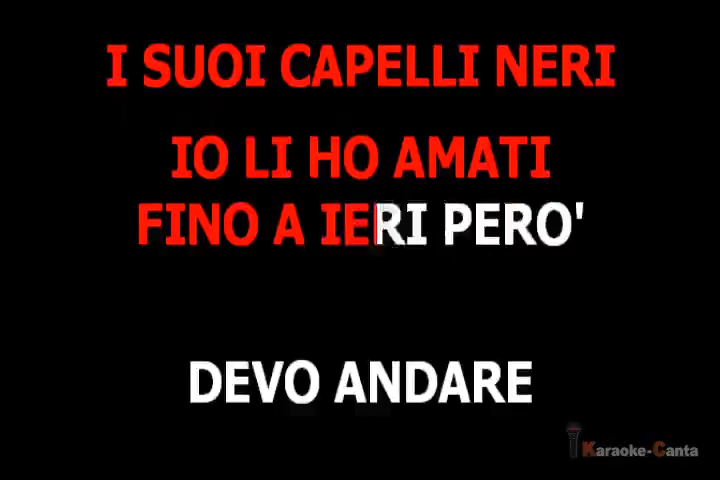 I SUOI CAPELLI NERI
IO LI HO AMATI
FINO A IERI PERO'
DEVO ANDARE
Karaoke-Canta